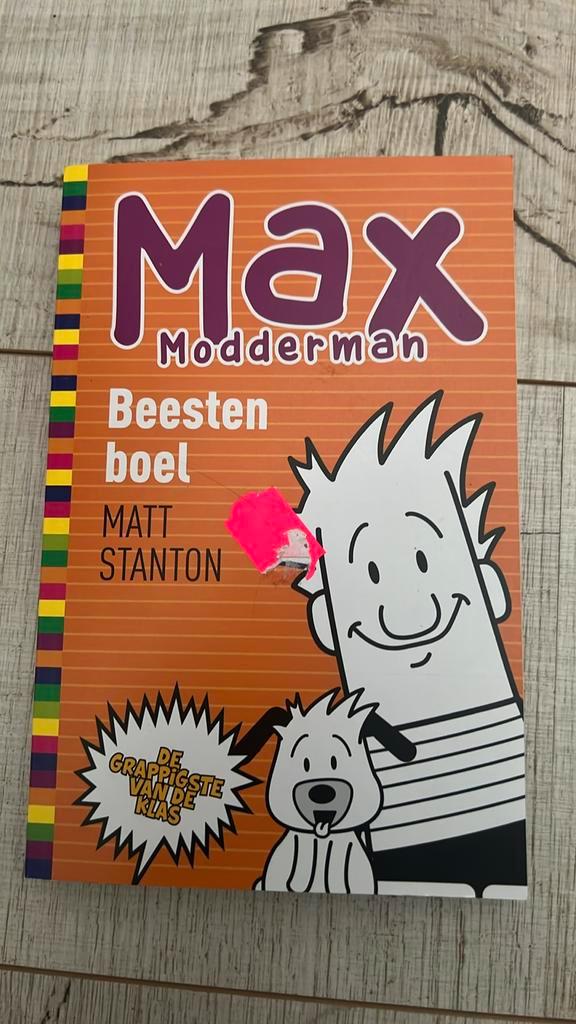 Max
Modderman
Beesten
boel
MATT
STANTON
DE
GRAPPIGSTE
VAN DE
KLAS